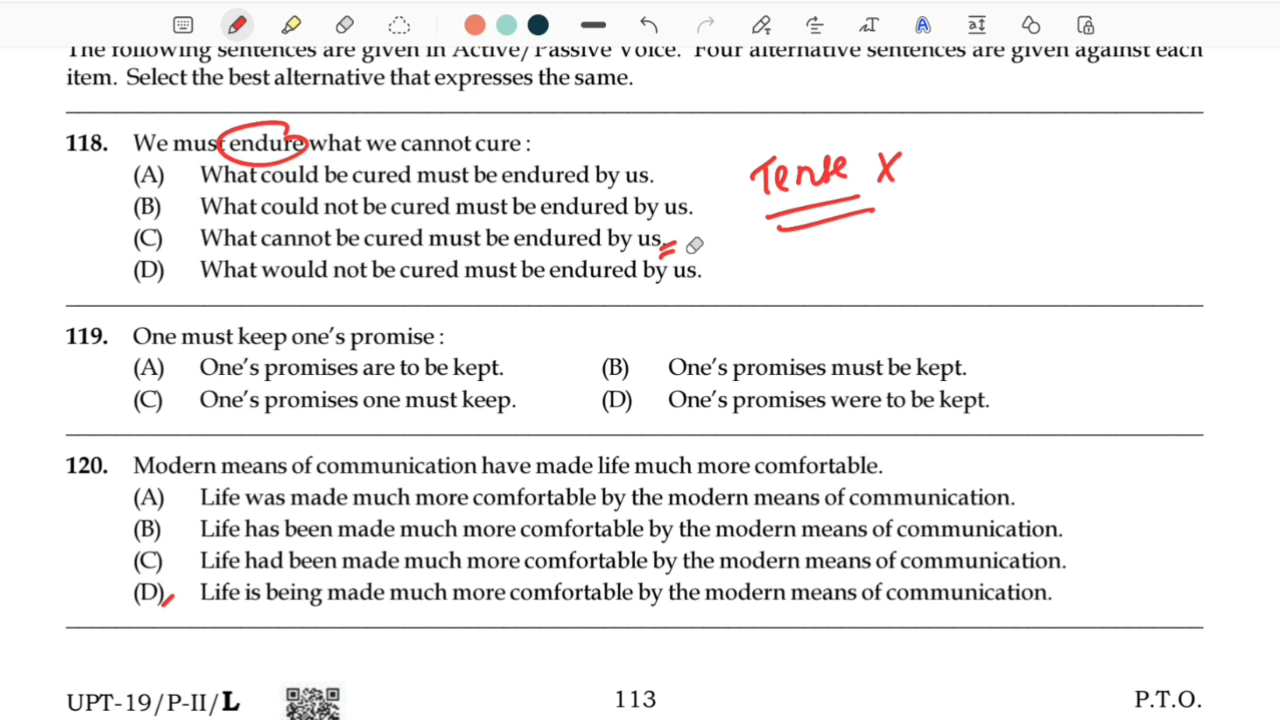 The following sentences are given in Active/Passive Voice. Four alternative sentences are given against each
item. Select the best alternative that expresses the same.
118. We must endure what we cannot cure :
(A) What could be cured must be endured by us.
(B) What could not be cured must be endured by us.
(C) What cannot be cured must be endured by us.
(D) What would not be cured must be endured by us.
Tense X
119. One must keep one's promise :
(A) One's promises are to be kept. (B) One's promises must be kept.
(C) One's promises one must keep. (D) One's promises were to be kept.
120. Modern means of communication have made life much more comfortable.
(A) Life was made much more comfortable by the modern means of communication.
(B) Life has been made much more comfortable by the modern means of communication.
(C) Life had been made much more comfortable by the modern means of communication.
(D) Life is being made much more comfortable by the modern means of communication.
UPT-19/P-II/L 113 P.T.O.